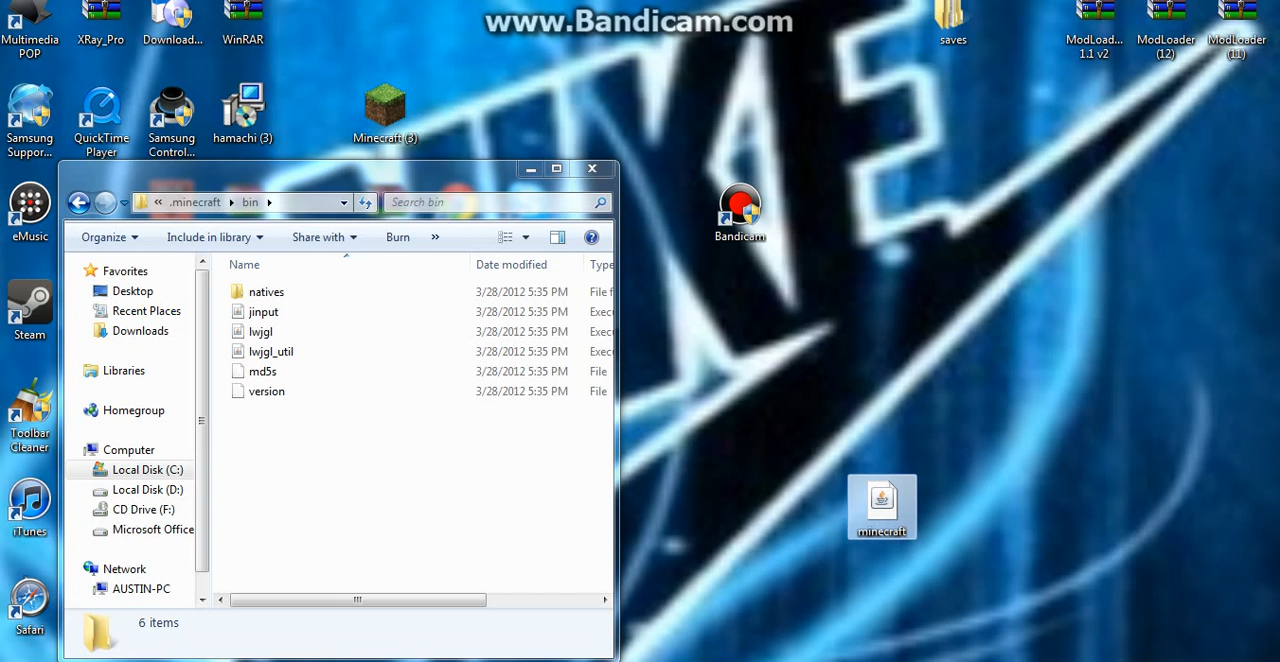 www.Bandicam.com
Multimedia
POP
XRay_Pro
Download...
WinRAR
saves
ModLoad...
1.1 v2
ModLoader
(12)
ModLoader
(11)
Samsung
Suppor...
QuickTime
Player
Samsung
Control...
hamachi (3)
Minecraft (3)
eMusic
Steam
Toolbar
Cleaner
iTunes
Safari
Bandicam
minecraft
« .minecraft bin
Search bin
Organize
Include in library
Share with
Burn
»
Name
Date modified
Type
Favorites
Desktop
Recent Places
Downloads
Libraries
Homegroup
Computer
Local Disk (C:)
Local Disk (D:)
CD Drive (F:)
Microsoft Office
Network
AUSTIN-PC
natives 3/28/2012 5:35 PM File f
jinput 3/28/2012 5:35 PM Execu
lwjgl 3/28/2012 5:35 PM Execu
lwjgl_util 3/28/2012 5:35 PM Execu
md5s 3/28/2012 5:35 PM File
version 3/28/2012 5:35 PM File
6 items